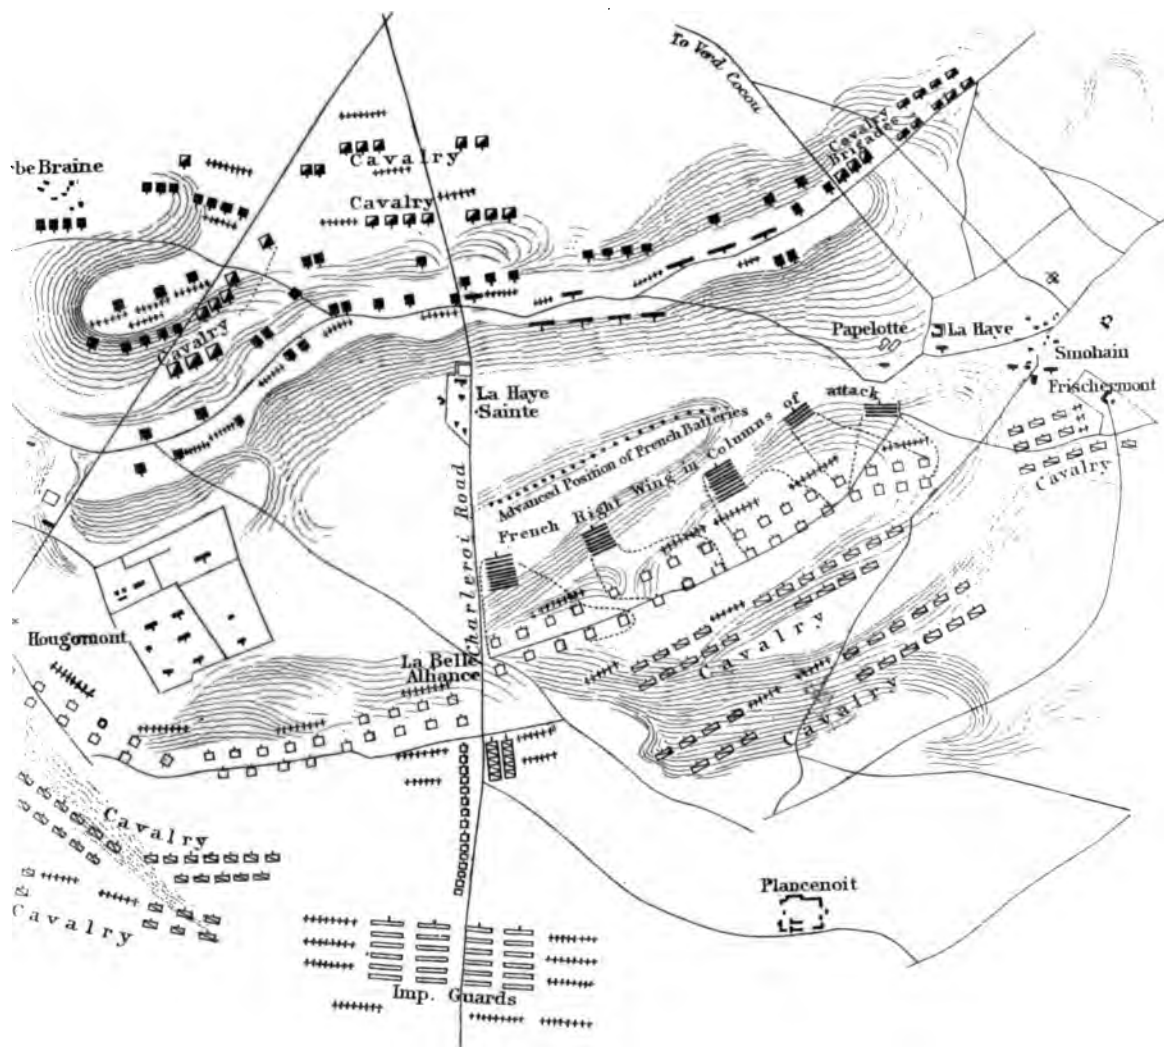 To Verd Cocou
Cavalry
Brigades
rbe Braine
Cavalry
Cavalry
Cavalry
Papelotte
La Haye
Smohain
Frischermont
La Haye
Sainte
attack
Advanced Position of French Batteries
French Right Wing in Columns of
Cavalry
Charleroi Road
Hougomont
La Belle
Alliance
Cavalry
Cavalry
Cavalry
Cavalry
Plancenoit
Imp. Guards